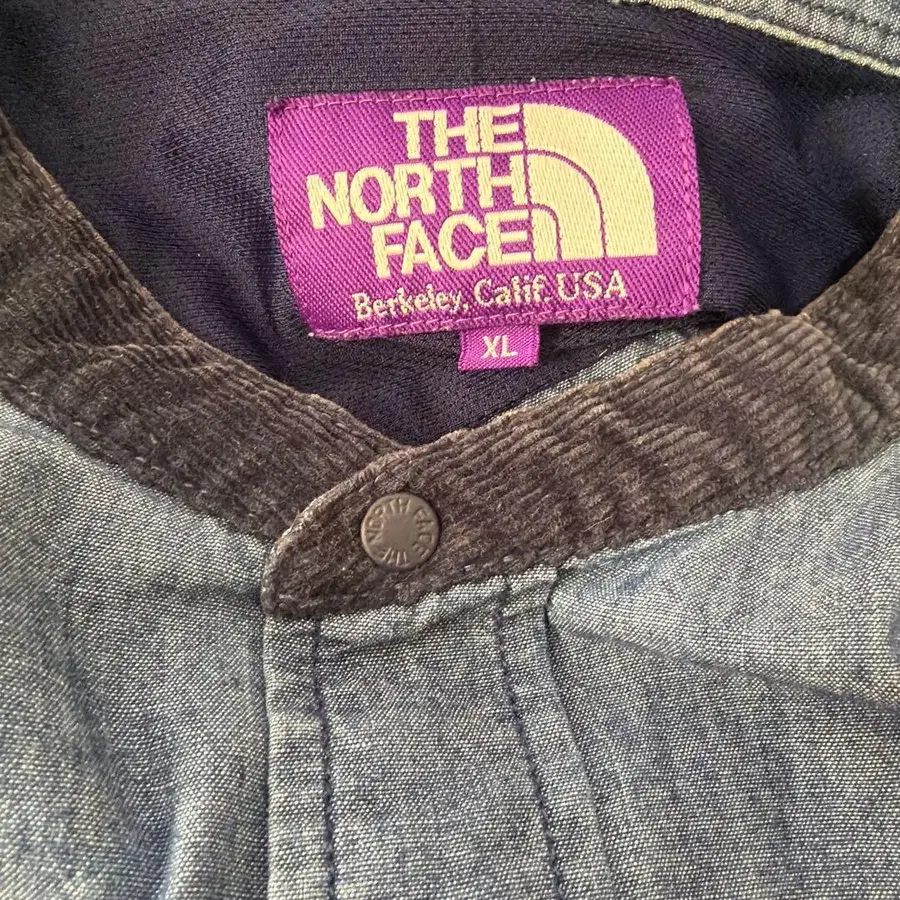 THE
NORTH
FACE
Berkeley, Calif. USA
XL
THE NORTH FACE